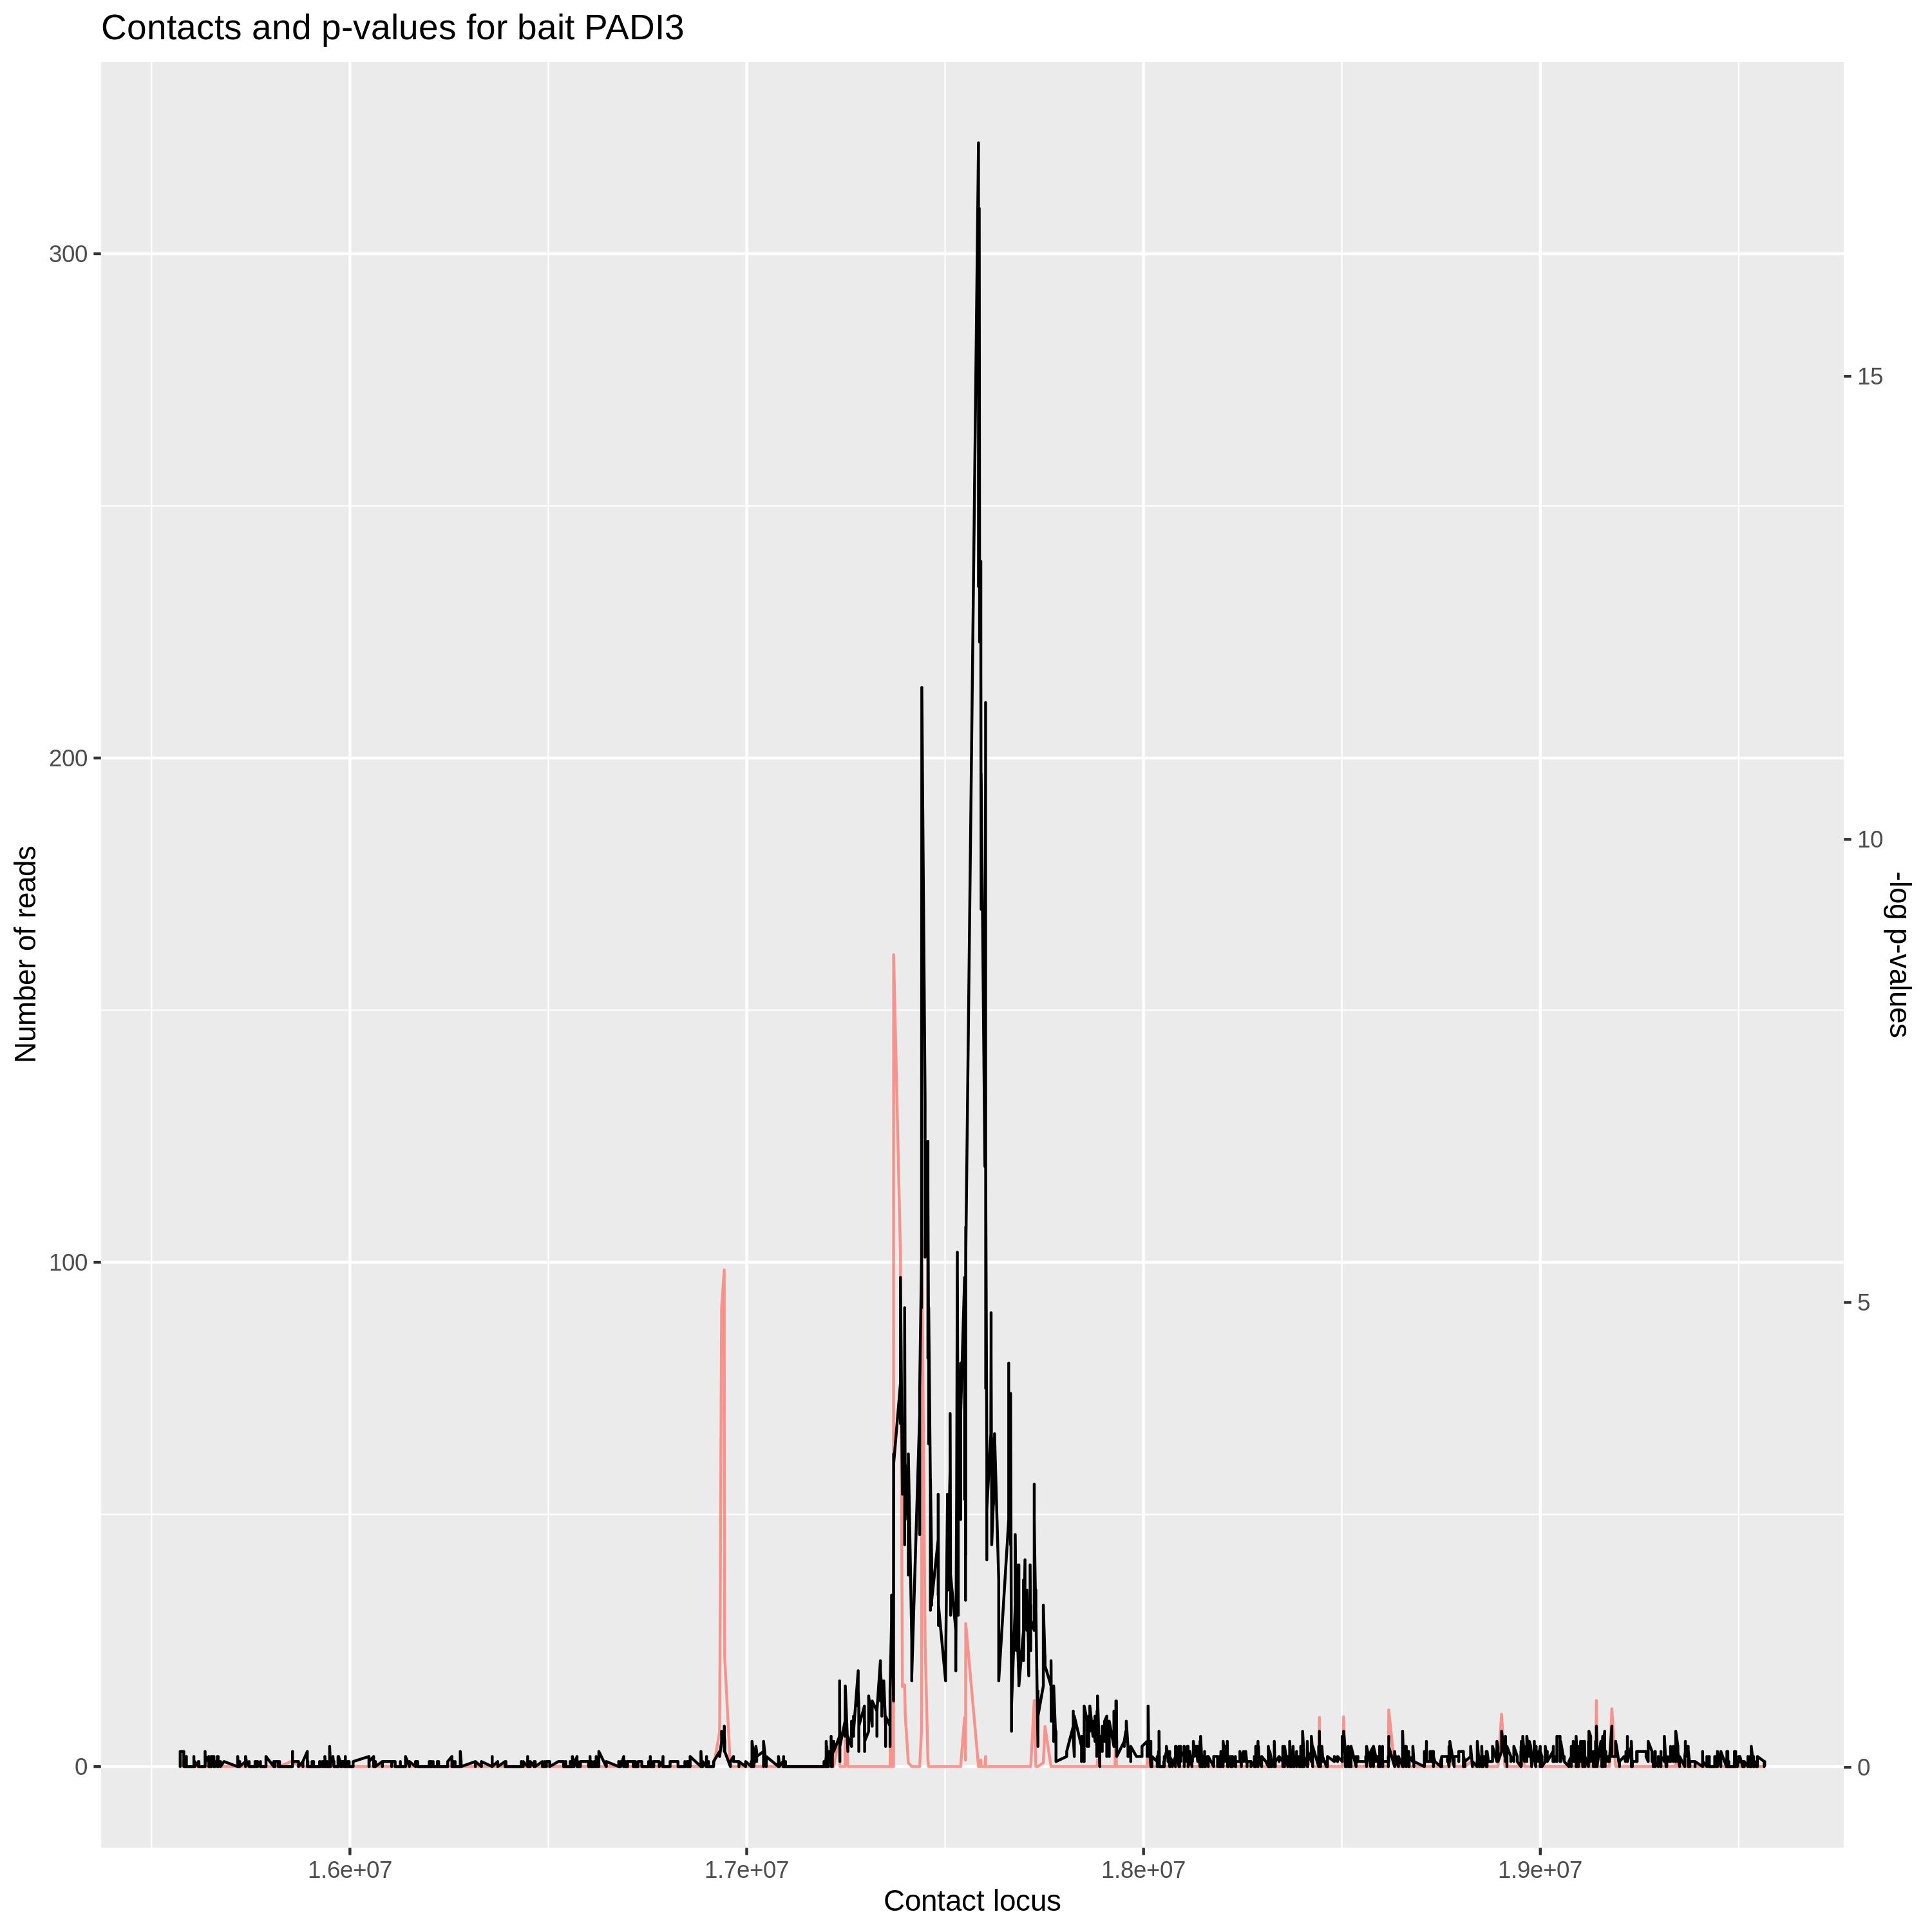 Contacts and p-values for bait PADI3
300
200
100
0
Number of reads
15
10
5
0
-log p-values
1.6e+07
1.7e+07
1.8e+07
1.9e+07
Contact locus